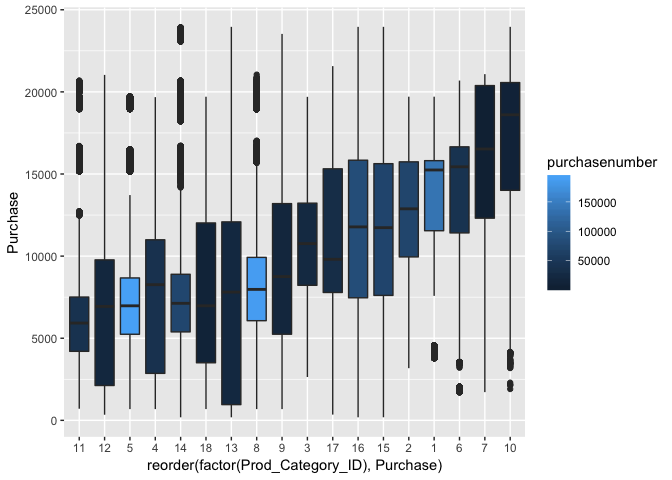 25000
20000
15000
10000
5000
0
Purchase
11 12 5 4 14 18 13 8 9 3 17 16 15 2 1 6 7 10
reorder(factor(Prod_Category_ID), Purchase)
purchasenumber
150000
100000
50000